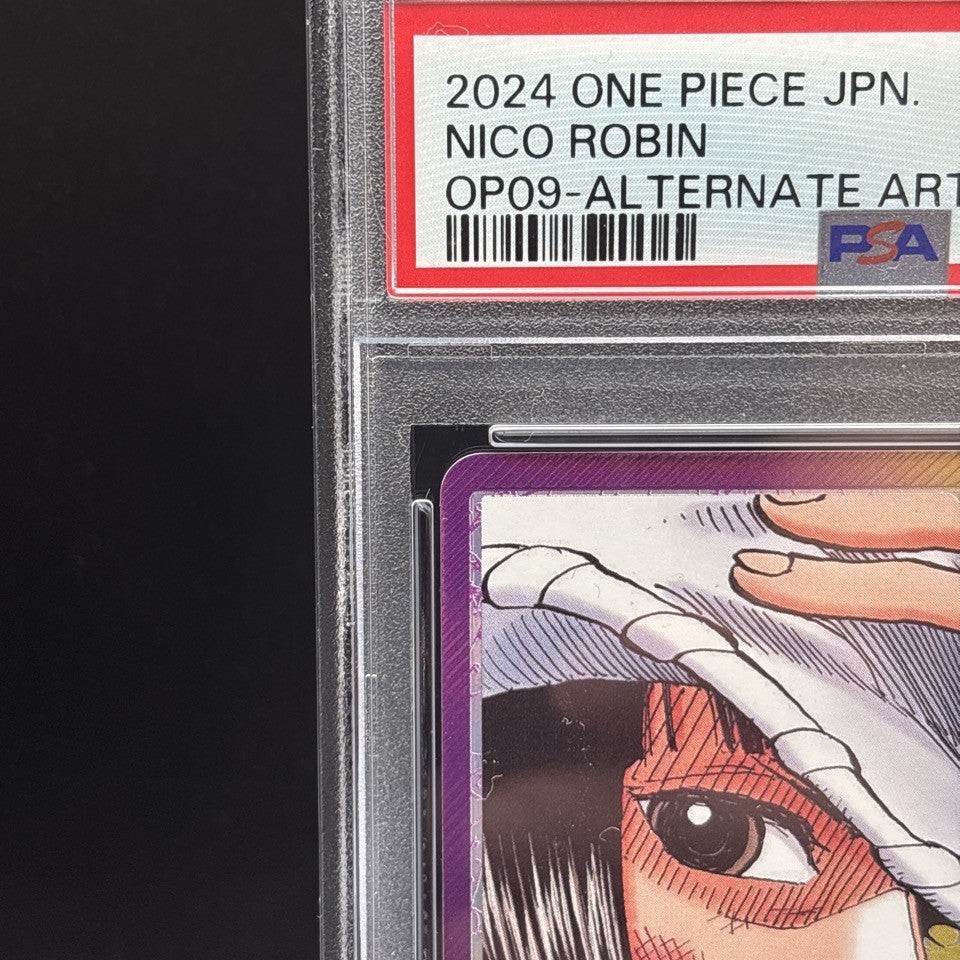 2024 ONE PIECE JPN.
NICO ROBIN
OP09-ALTERNATE ART
PSA